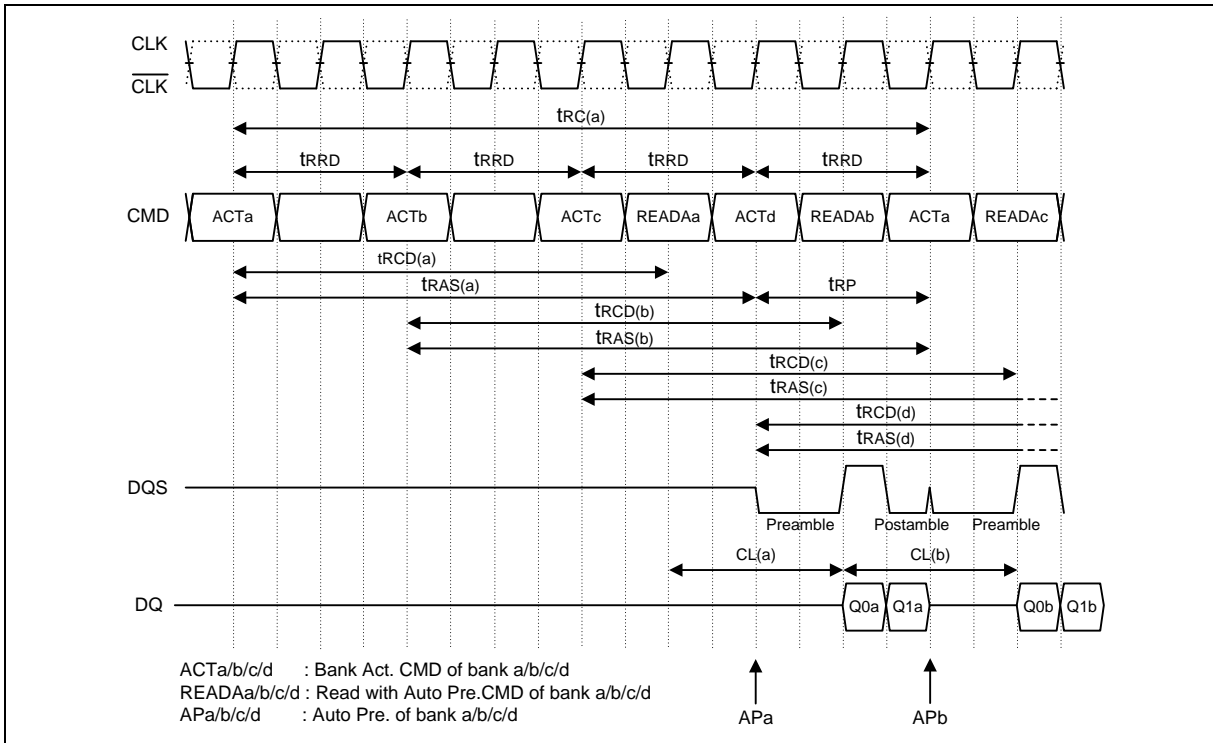 CLK
CLK
tRC(a)
tRRD tRRD tRRD tRRD
CMD ACTa ACTb ACTc READAa ACTd READAb ACTa READAc
tRCD(a)
tRAS(a) tRP
tRCD(b)
tRAS(b)
tRCD(c)
tRAS(c)
tRCD(d)
tRAS(d)
DQS
Preamble Postamble Preamble
CL(a) CL(b)
DQ Q0a Q1a Q0b Q1b
ACTa/b/c/d : Bank Act. CMD of bank a/b/c/d
READAa/b/c/d : Read with Auto Pre.CMD of bank a/b/c/d
APa/b/c/d : Auto Pre. of bank a/b/c/d
APa APb